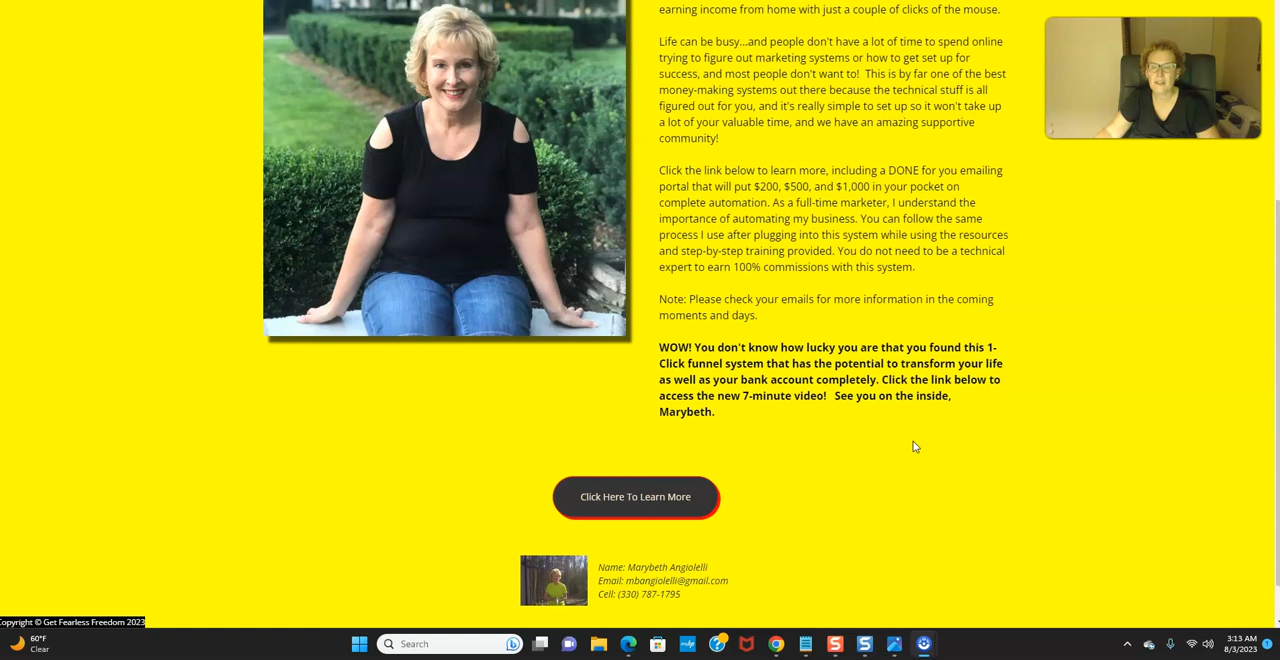 earning income from home with just a couple of clicks of the mouse.
Life can be busy...and people don't have a lot of time to spend online
trying to figure out marketing systems or how to get set up for
success, and most people don't want to!  This is by far one of the best
money-making systems out there because the technical stuff is all
figured out for you, and it's really simple to set up so it won't take up
a lot of your valuable time, and we have an amazing supportive
community!
Click the link below to learn more, including a DONE for you emailing
portal that will put $200, $500, and $1,000 in your pocket on
complete automation. As a full-time marketer, I understand the
importance of automating my business. You can follow the same
process I use after plugging into this system while using the resources
and step-by-step training provided. You do not need to be a technical
expert to earn 100% commissions with this system.
Note: Please check your emails for more information in the coming
moments and days.
WOW! You don't know how lucky you are that you found this 1-
Click funnel system that has the potential to transform your life
as well as your bank account completely. Click the link below to
access the new 7-minute video!   See you on the inside,
Marybeth.
Click Here To Learn More
Name: Marybeth Angiolelli
Email: mbangiolelli@gmail.com
Cell: (330) 787-1795
Copyright © Get Fearless Freedom 2023
60°F
Clear
Search
3:13 AM
8/3/2023